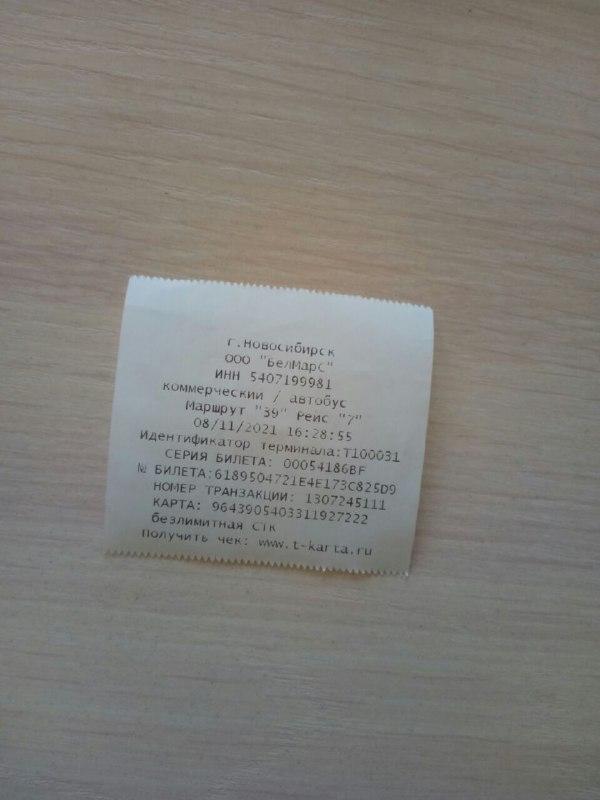 г.Новосибирск
ООО "БелМарс"
ИНН 5407199981
коммерческий / автобус
Маршрут "39" Рейс "7"
08/11/2021 16:28:55
Идентификатор терминала:T100031
СЕРИЯ БИЛЕТА: 00054186BF
№ БИЛЕТА:6189504721E4E173C825D9
НОМЕР ТРАНЗАКЦИИ: 1307245111
КАРТА: 9643905403311927222
безлимитная СТК
Получить чек: www.t-karta.ru